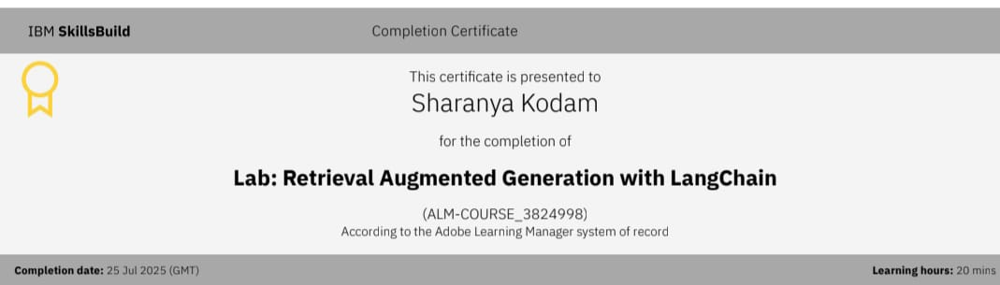 IBM SkillsBuild
Completion Certificate
This certificate is presented to
Sharanya Kodam
for the completion of
Lab: Retrieval Augmented Generation with LangChain
(ALM-COURSE_3824998)
According to the Adobe Learning Manager system of record
Completion date: 25 Jul 2025 (GMT)
Learning hours: 20 mins